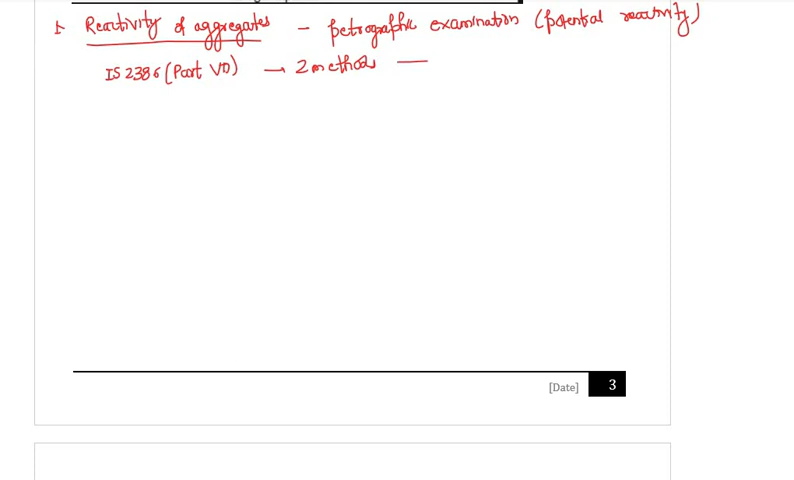 1. Reactivity of aggregates - petrographic examination (potential reactivity)
IS 2386 (Part VII) → 2 methods —
[Date] 3